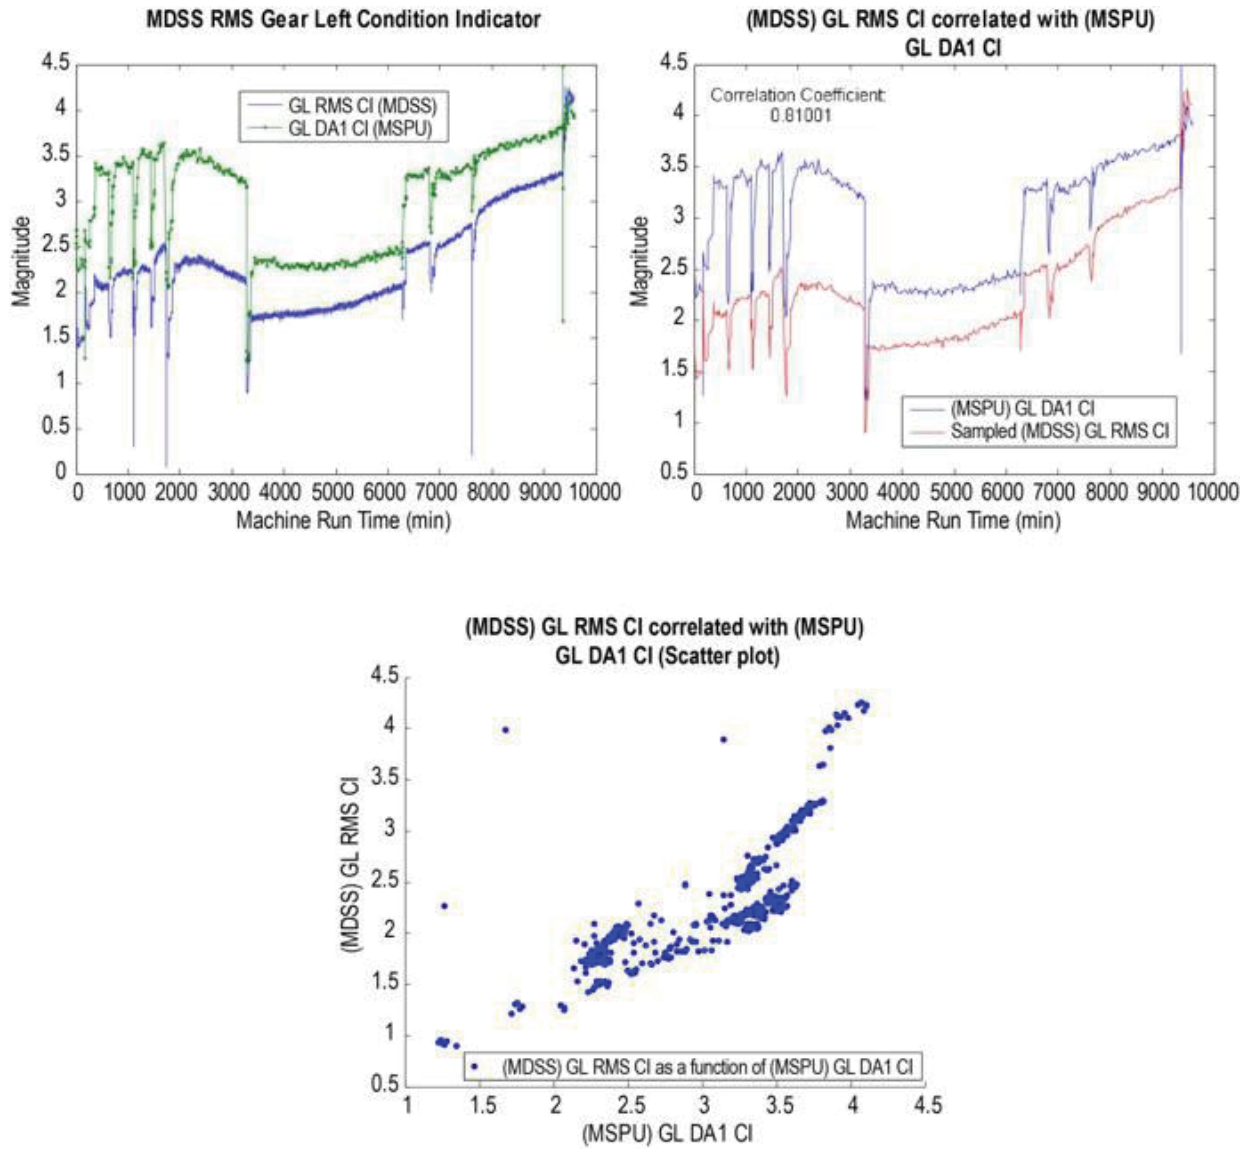 MDSS RMS Gear Left Condition Indicator
4.5
4
3.5
3
2.5
2
1.5
1
0.5
0
Magnitude
GL RMS CI (MDSS)
GL DA1 CI (MSPU)
0 1000 2000 3000 4000 5000 6000 7000 8000 9000 10000
Machine Run Time (min)
(MDSS) GL RMS CI correlated with (MSPU)
GL DA1 CI
4.5
4
3.5
3
2.5
2
1.5
1
0.5
Magnitude
Correlation Coefficient:
0.81001
(MSPU) GL DA1 CI
Sampled (MDSS) GL RMS CI
0 1000 2000 3000 4000 5000 6000 7000 8000 9000 10000
Machine Run Time (min)
(MDSS) GL RMS CI correlated with (MSPU)
GL DA1 CI (Scatter plot)
4.5
4
3.5
3
2.5
2
1.5
1
0.5
(MDSS) GL RMS CI
(MDSS) GL RMS CI as a function of (MSPU) GL DA1 CI
1 1.5 2 2.5 3 3.5 4 4.5
(MSPU) GL DA1 CI